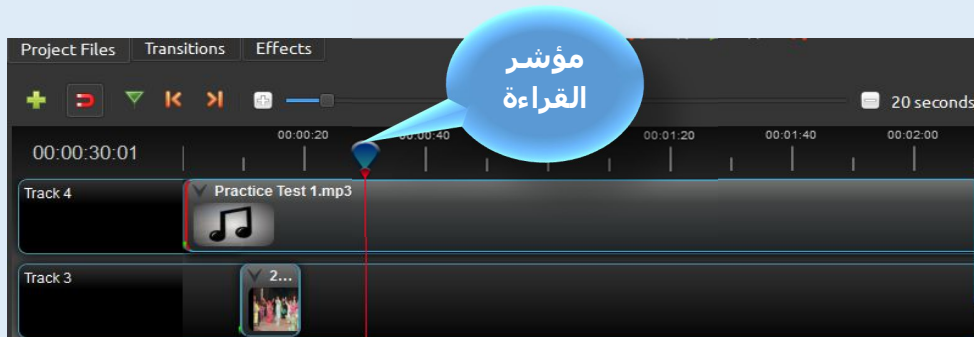 Project Files Transitions Effects
مؤشر
القراءة
20 seconds
00:00:30:01
00:00:20 00:00:40 00:01:20 00:01:40 00:02:00
Track 4
Practice Test 1.mp3
Track 3
2...